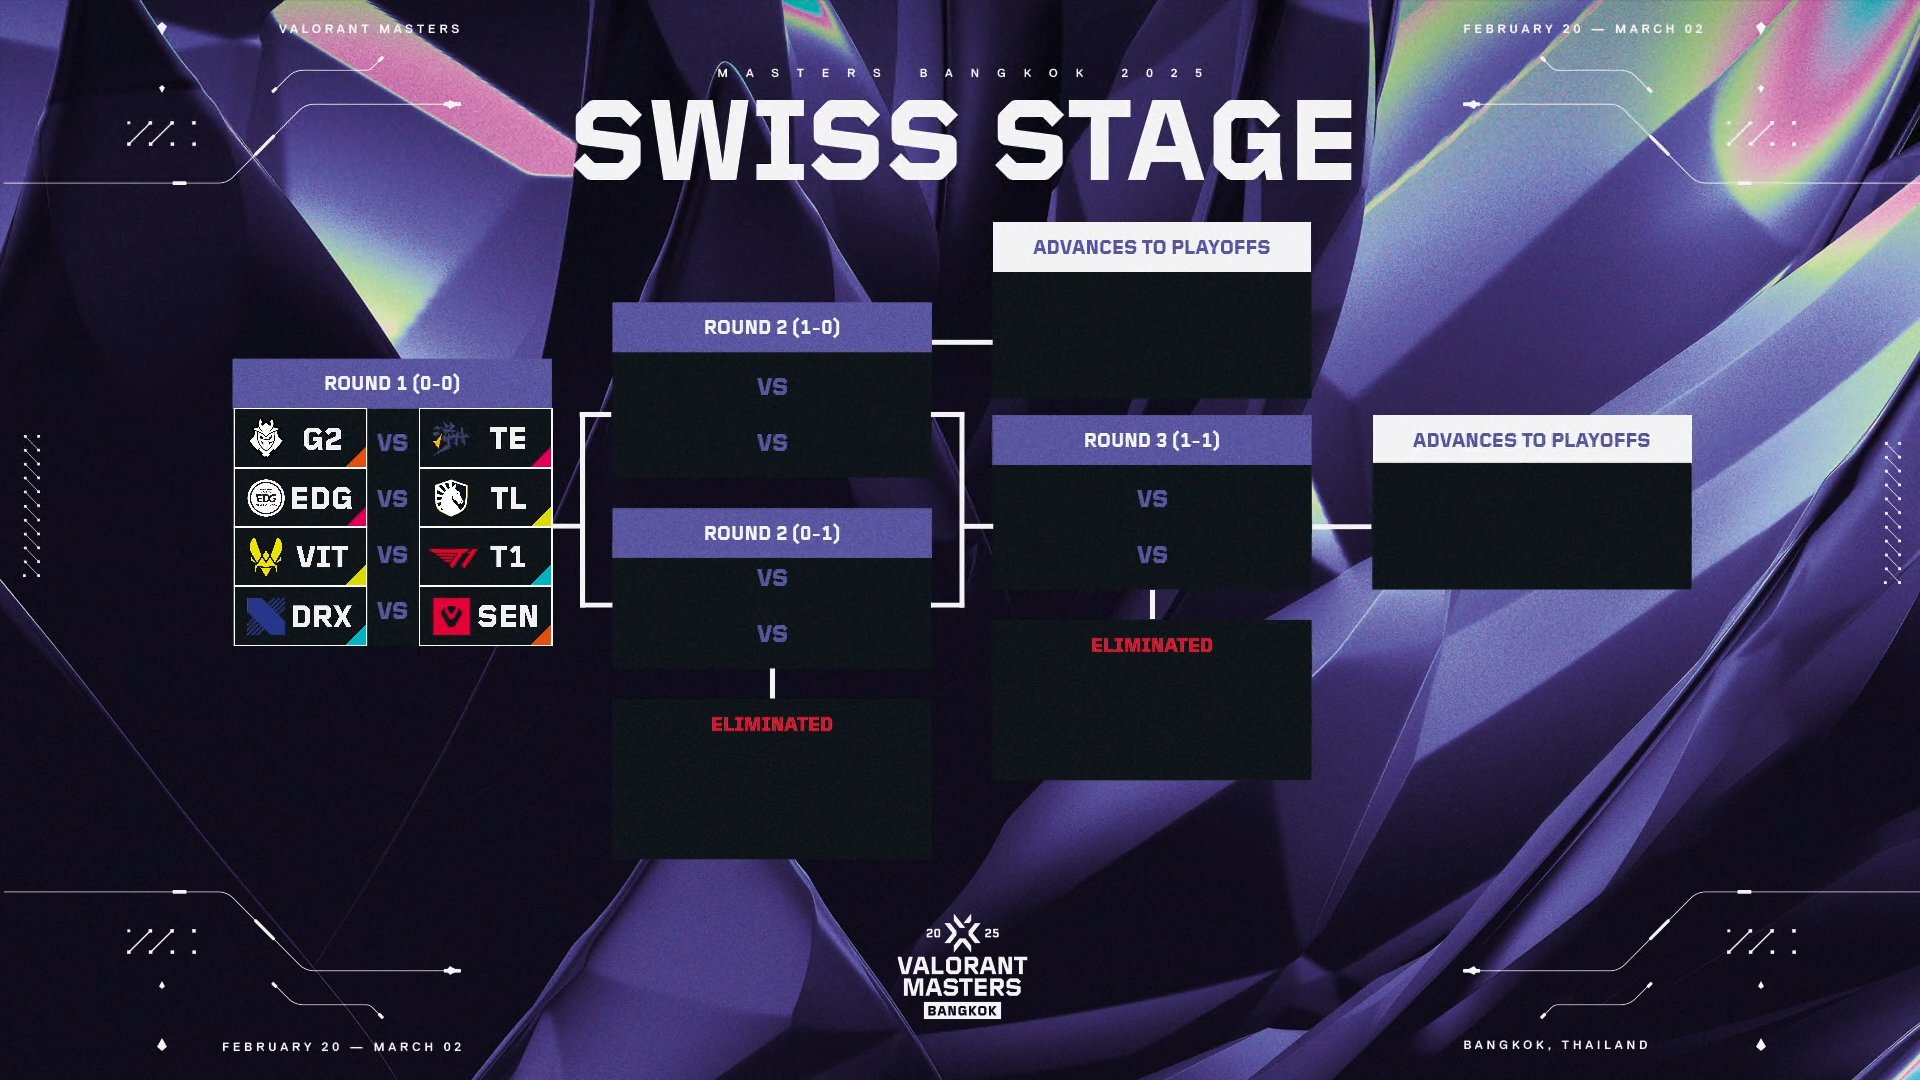 VALORANT MASTERS
FEBRUARY 20 — MARCH 02
MASTERS BANGKOK 2025
SWISS STAGE
ROUND 1 (0-0)
G2 VS TE
EDG VS TL
VIT VS T1
DRX VS SEN
ROUND 2 (1-0)
VS
VS
ROUND 2 (0-1)
VS
VS
ELIMINATED
ADVANCES TO PLAYOFFS
ROUND 3 (1-1)
VS
VS
ELIMINATED
ADVANCES TO PLAYOFFS
20 25
VALORANT
MASTERS
BANGKOK
FEBRUARY 20 — MARCH 02
BANGKOK, THAILAND